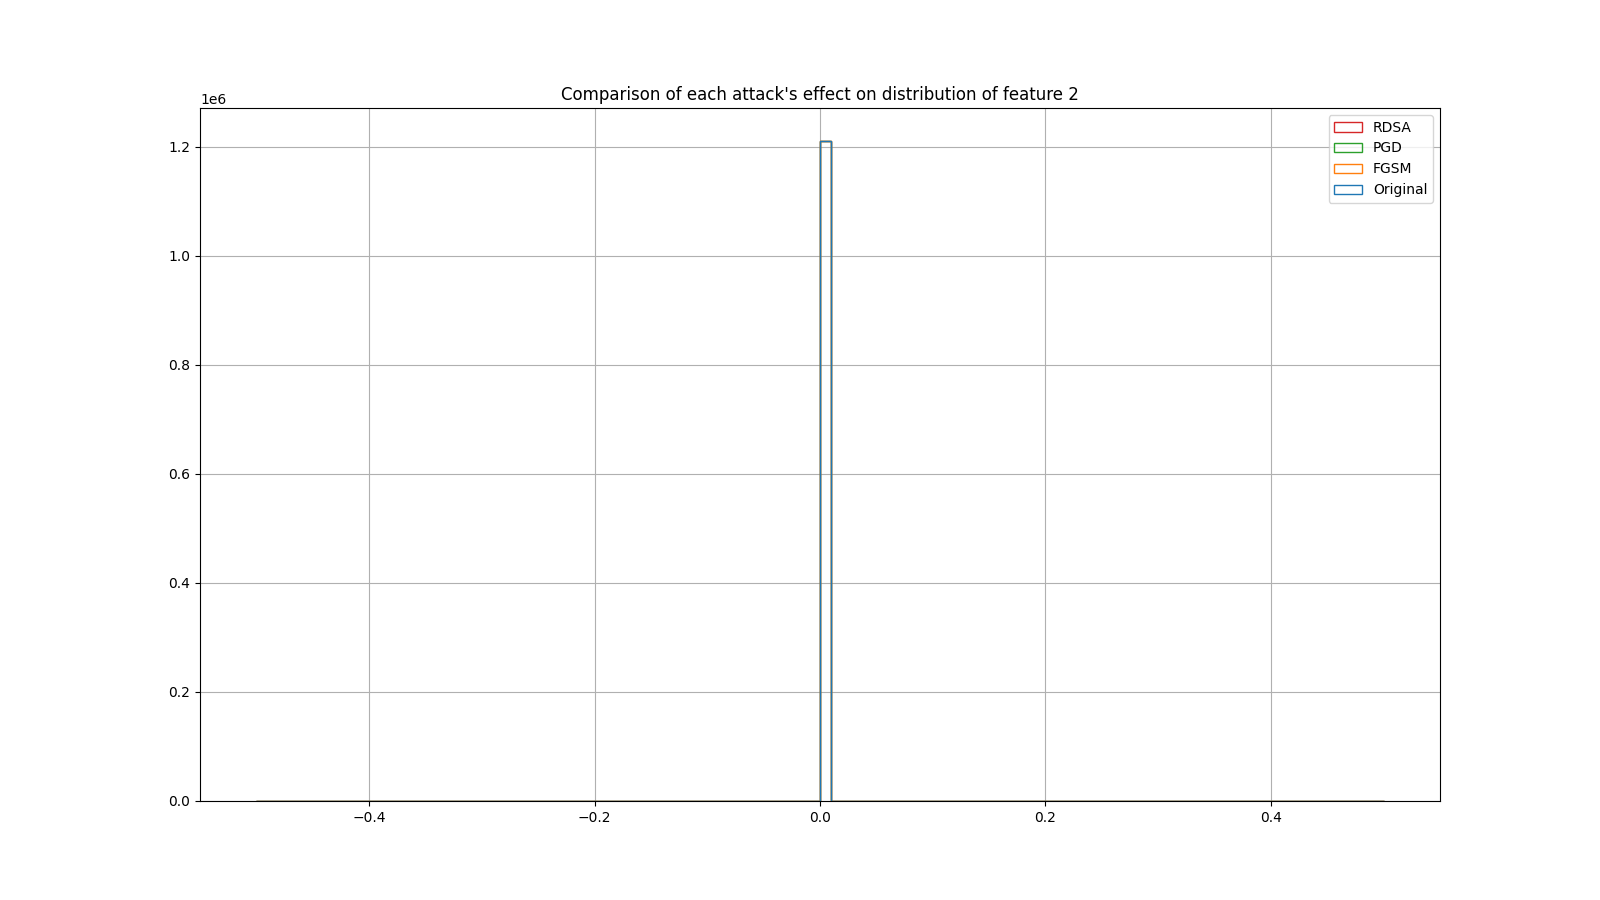 Comparison of each attack's effect on distribution of feature 2
1e6
RDSA
PGD
FGSM
Original
1.2
1.0
0.8
0.6
0.4
0.2
0.0
−0.4 −0.2 0.0 0.2 0.4